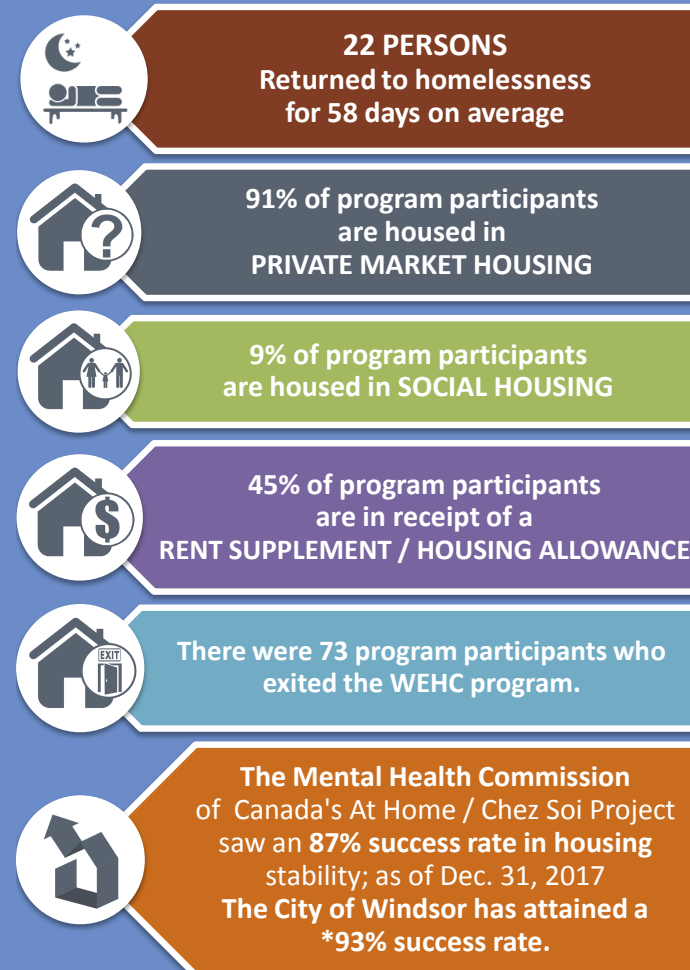 22 PERSONS
Returned to homelessness
for 58 days on average
?
91% of program participants
are housed in
PRIVATE MARKET HOUSING
9% of program participants
are housed in SOCIAL HOUSING
$
45% of program participants
are in receipt of a
RENT SUPPLEMENT / HOUSING ALLOWANCE
EXIT
There were 73 program participants who
exited the WEHC program.
The Mental Health Commission
of Canada's At Home / Chez Soi Project
saw an 87% success rate in housing
stability; as of Dec. 31, 2017
The City of Windsor has attained a
*93% success rate.